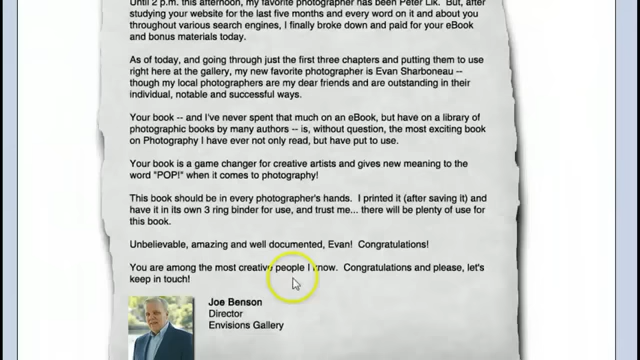 Until 2 p.m. this afternoon, my favorite photographer has been Peter Lik. But, after
studying your website for the last five months and every word on it and about you
throughout various search engines, I finally broke down and paid for your eBook
and bonus materials today.
As of today, and going through just the first three chapters and putting them to use
right here at the gallery, my new favorite photographer is Evan Sharboneau --
though my local photographers are my dear friends and are outstanding in their
individual, notable and successful ways.
Your book -- and I've never spent that much on an eBook, but have on a library of
photographic books by many authors -- is, without question, the most exciting book
on Photography I have ever not only read, but have put to use.
Your book is a game changer for creative artists and gives new meaning to the
word "POP!" when it comes to photography!
This book should be in every photographer's hands. I printed it (after saving it) and
have it in its own 3 ring binder for use, and trust me... there will be plenty of use for
this book.
Unbelievable, amazing and well documented, Evan! Congratulations!
You are among the most creative people I know. Congratulations and please, let's
keep in touch!
Joe Benson
Director
Envisions Gallery